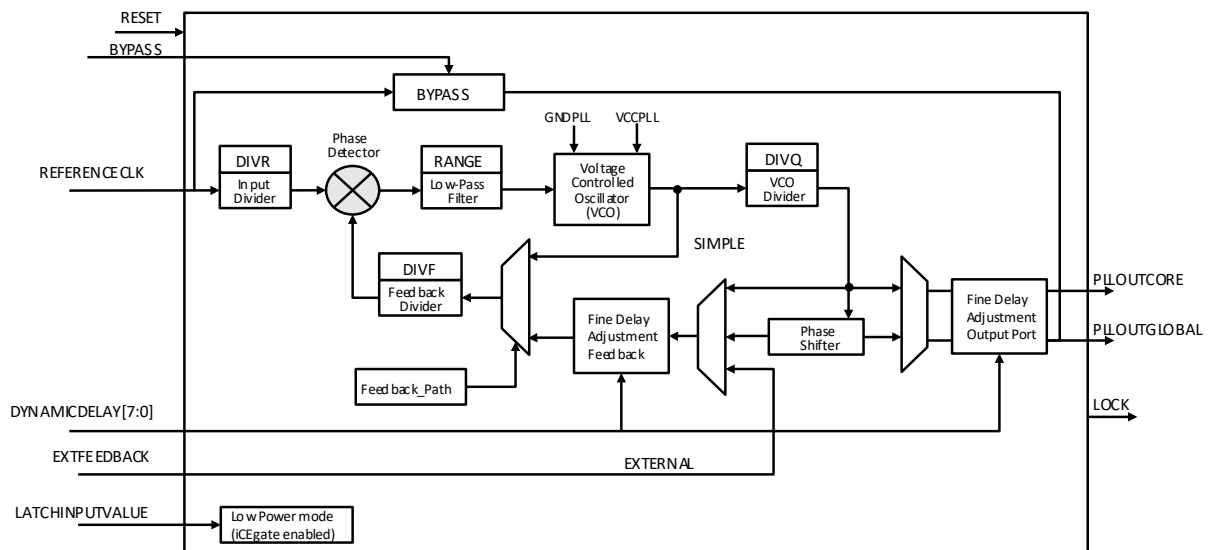 RESET
BYPASS
BYPASS
GNDPLL
VCCPLL
Phase
Detector
REFERENCECLK
DIVR
Input
Divider
RANGE
Low-Pass
Filter
Voltage
Controlled
Oscillator
(VCO)
DIVQ
VCO
Divider
SIMPLE
DIVF
Feedback
Divider
Fine Delay
Adjustment
Feedback
Phase
Shifter
Fine Delay
Adjustment
Output Port
PLLOUTCORE
PLLOUTGLOBAL
Feedback_Path
DYNAMICDELAY[7:0]
LOCK
EXTFEEDBACK
EXTERNAL
LATCHINPUTVALUE
Low Power mode
(iCEgate enabled)